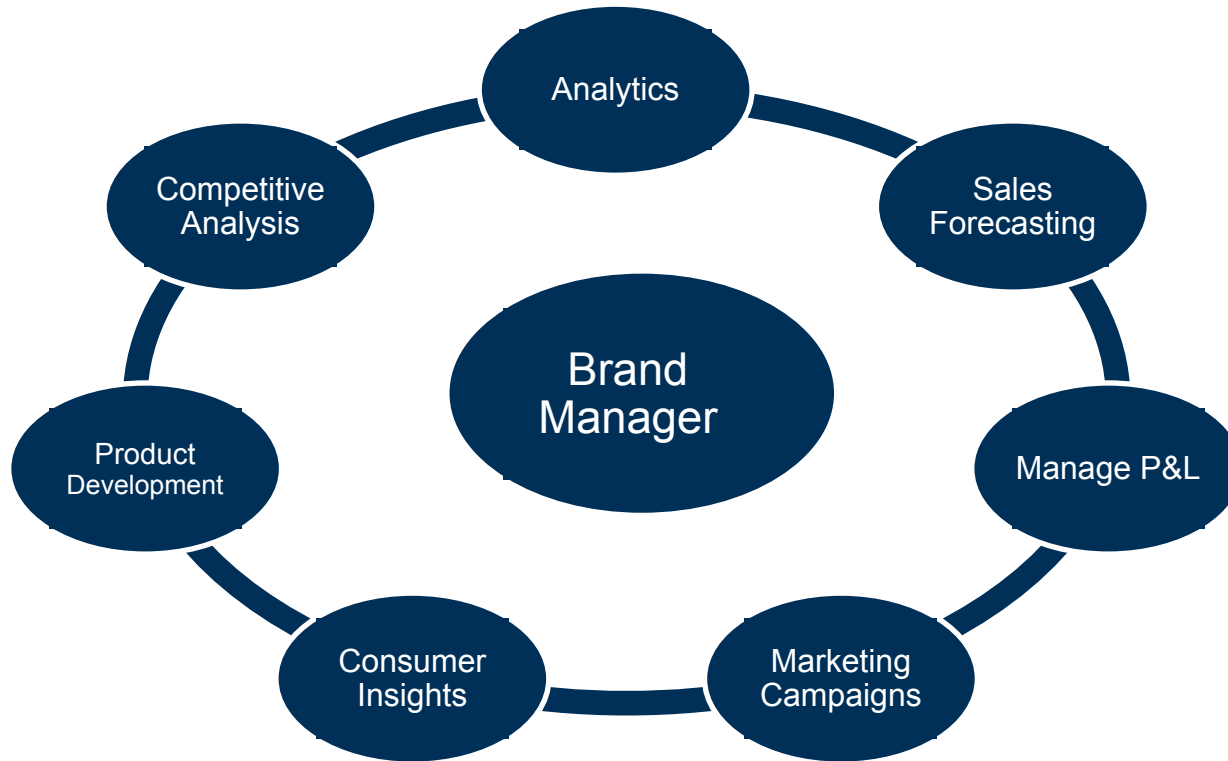 Analytics
Competitive
Analysis
Sales
Forecasting
Brand
Manager
Product
Development
Manage P&L
Consumer
Insights
Marketing
Campaigns